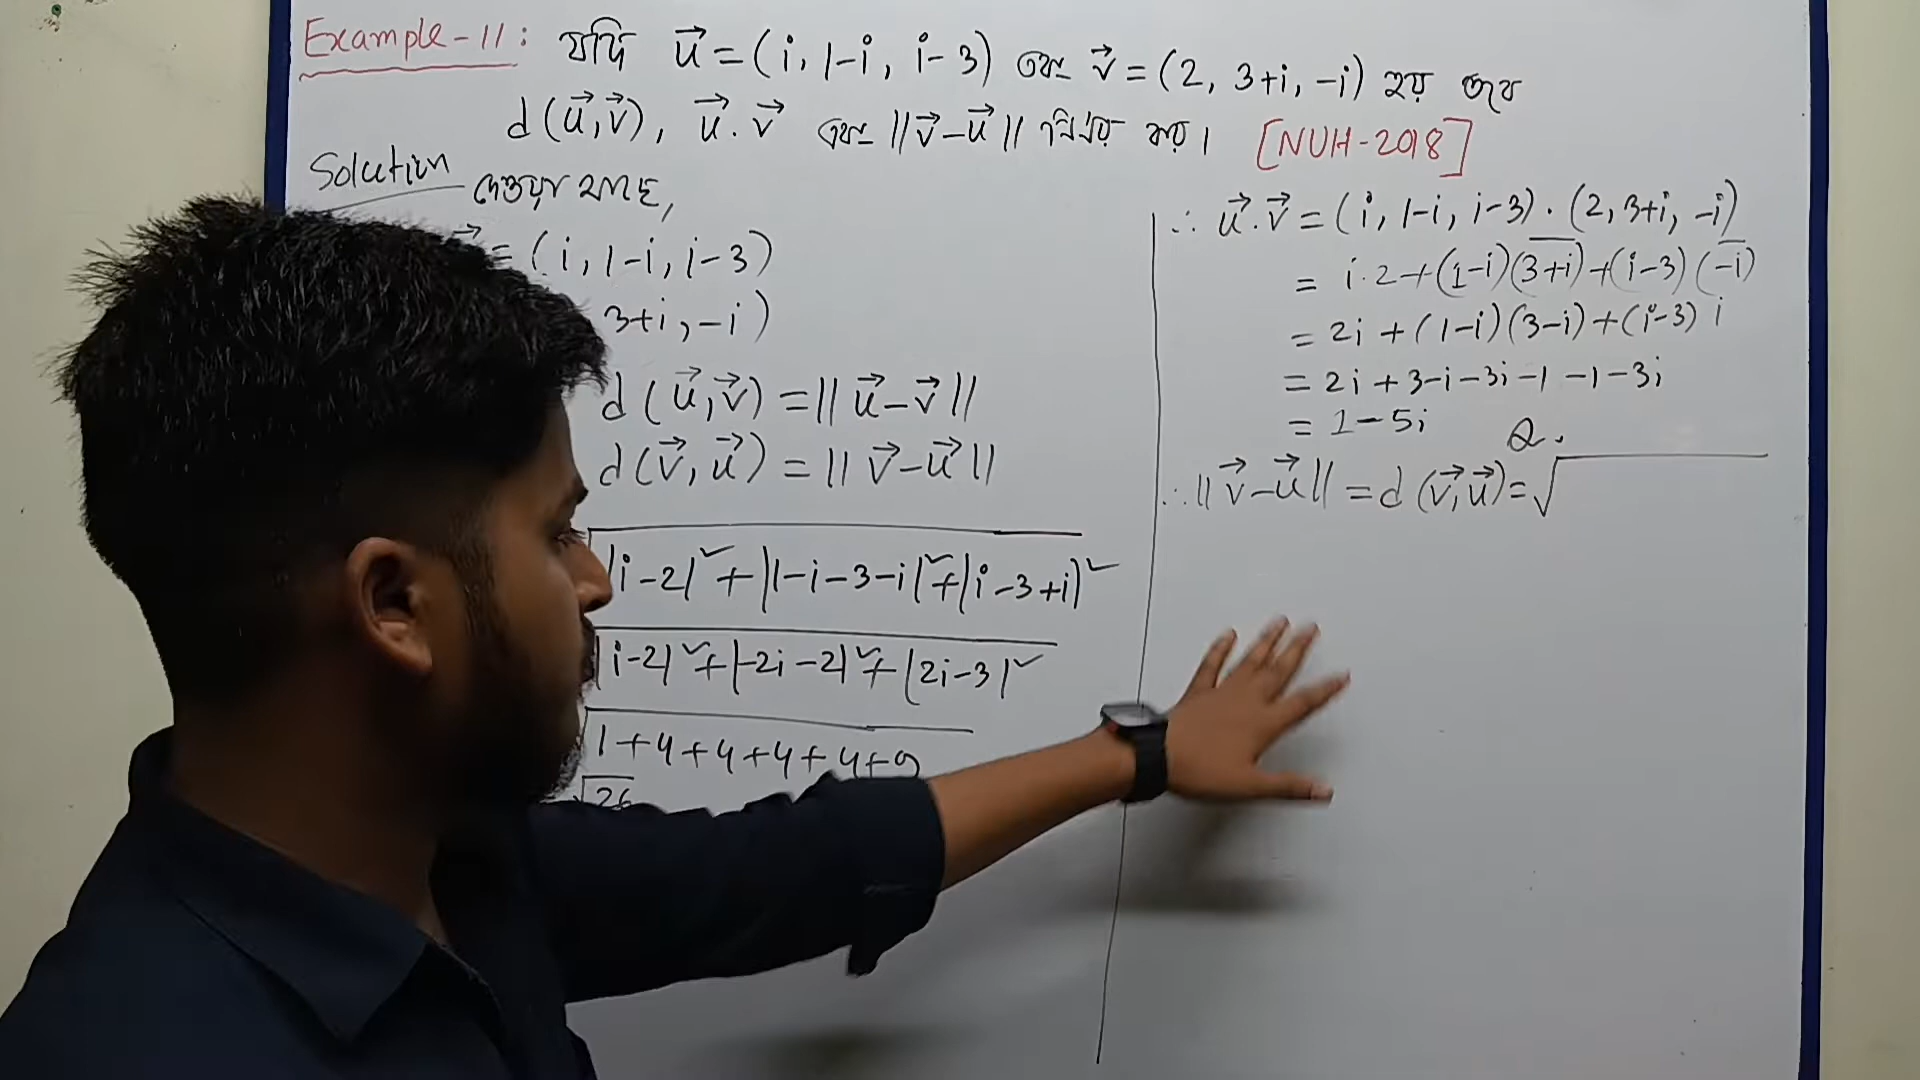 Example-11: যদি u⃗ = (i, 1-i, i-3) এবং v⃗ = (2, 3+i, -i) হয় তবে
d(u⃗,v⃗), u⃗.v⃗ এবং ||v⃗-u⃗|| নির্ণয় কর। [NUH-2018]
Solution দেওয়া আছে,
= (i, 1-i, i-3)
3+i, -i)
d(u⃗,v⃗) = ||u⃗-v⃗||
d(v⃗,u⃗) = ||v⃗-u⃗||
|i-2|² + |1-i-3-i|² + |i-3+i|²
|i-2|² + |-2i-2|² + |2i-3|²
√1+4+4+4+4+9
√26
∴ u⃗.v⃗ = (i, 1-i, i-3) . (2, 3+i, -i)
= i.2+(1-i)(3+i)̅+(i-3)(-i)̅
= 2i + (1-i)(3-i)+(i-3) i
= 2i + 3-i-3i-1-1-3i
= 1-5i
∴ ||v⃗-u⃗|| = d(v⃗,u⃗) = √